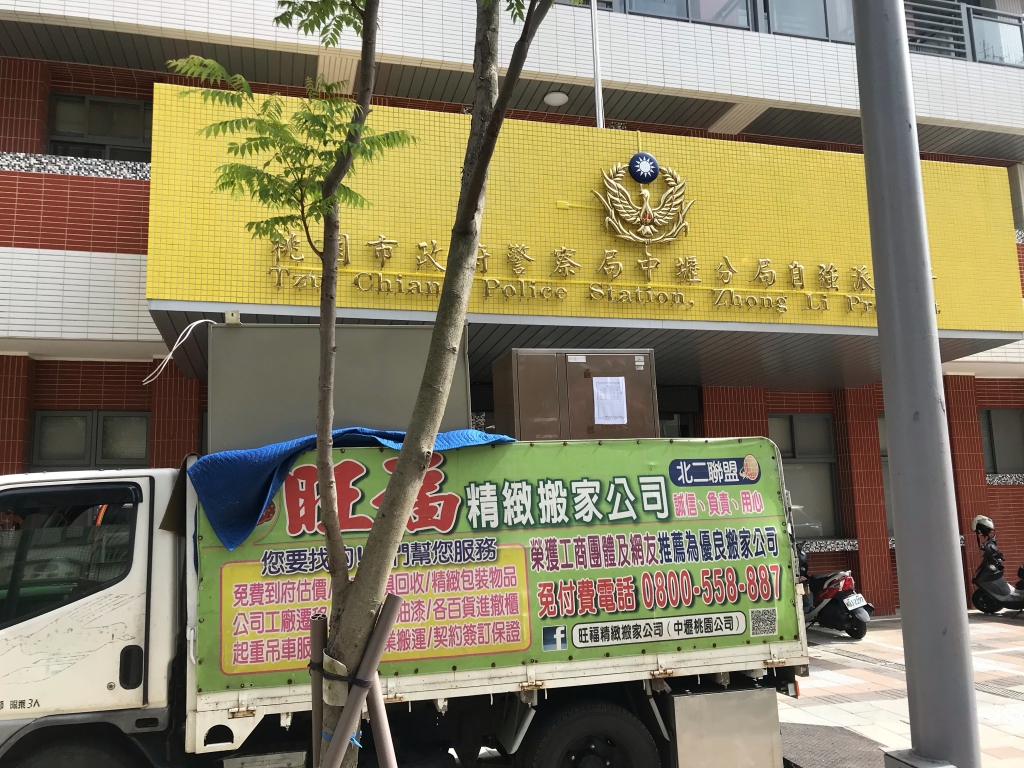 桃園市政府警察局中壢分局自強派
Tzu Chiang Police Station, Zhong Li Pr
旺福 精緻搬家公司
北二聯盟
誠信、負責、用心
您要找的!我們幫您服務
免費到府估價/ 回收/精緻包裝物品
公司工廠遷移 油漆/各百貨進撤櫃
起重吊車服 搬運/契約簽訂保證
榮獲工商團體及網友推薦為優良搬家公司
免付費電話 0800-558-887
f 旺福精緻搬家公司(中壢桃園公司)